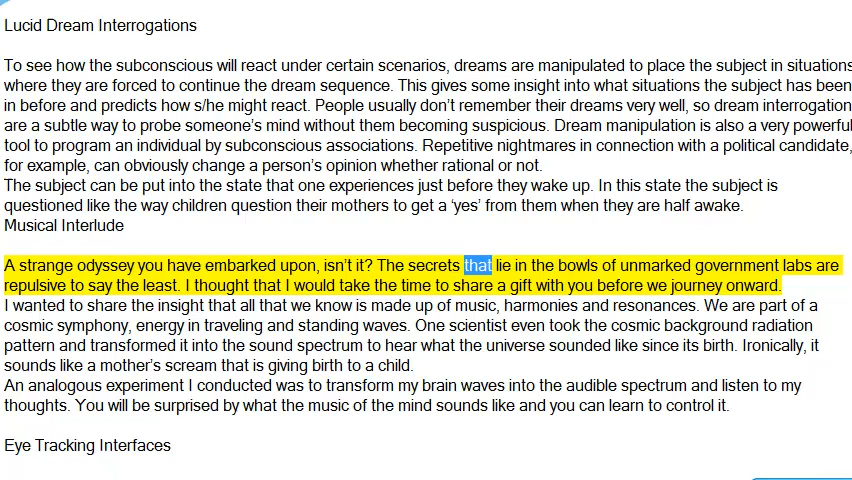 Lucid Dream Interrogations
To see how the subconscious will react under certain scenarios, dreams are manipulated to place the subject in situations
where they are forced to continue the dream sequence. This gives some insight into what situations the subject has been
in before and predicts how s/he might react. People usually don’t remember their dreams very well, so dream interrogation
are a subtle way to probe someone’s mind without them becoming suspicious. Dream manipulation is also a very powerful
tool to program an individual by subconscious associations. Repetitive nightmares in connection with a political candidate,
for example, can obviously change a person’s opinion whether rational or not.
The subject can be put into the state that one experiences just before they wake up. In this state the subject is
questioned like the way children question their mothers to get a ‘yes’ from them when they are half awake.
Musical Interlude
A strange odyssey you have embarked upon, isn’t it? The secrets that lie in the bowls of unmarked government labs are
repulsive to say the least. I thought that I would take the time to share a gift with you before we journey onward.
I wanted to share the insight that all that we know is made up of music, harmonies and resonances. We are part of a
cosmic symphony, energy in traveling and standing waves. One scientist even took the cosmic background radiation
pattern and transformed it into the sound spectrum to hear what the universe sounded like since its birth. Ironically, it
sounds like a mother’s scream that is giving birth to a child.
An analogous experiment I conducted was to transform my brain waves into the audible spectrum and listen to my
thoughts. You will be surprised by what the music of the mind sounds like and you can learn to control it.
Eye Tracking Interfaces